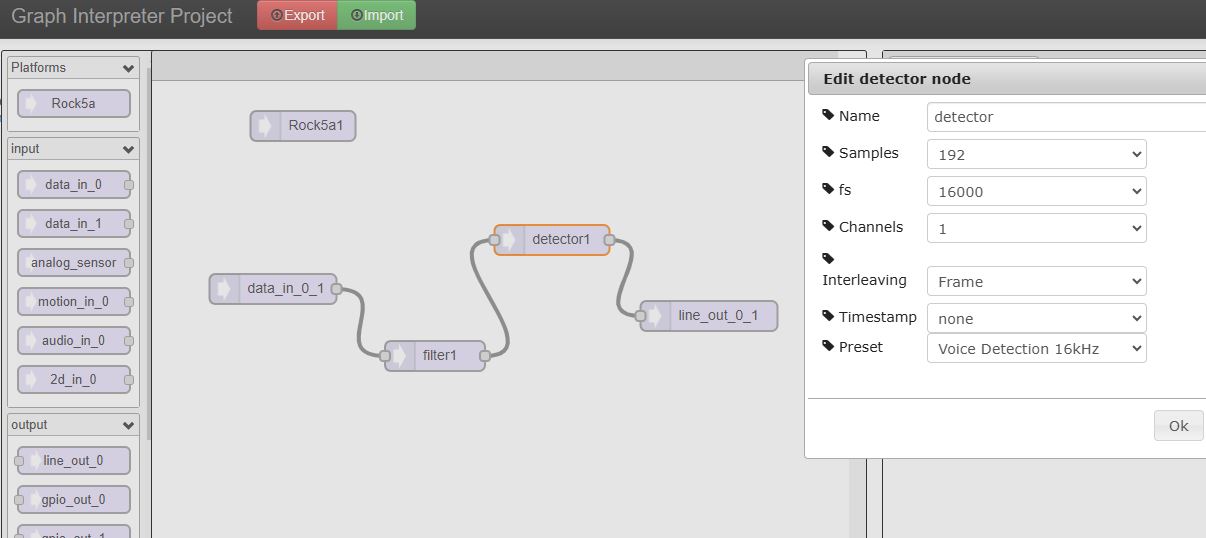 Graph Interpreter Project
Export
Import
Platforms
Rock5a
input
data_in_0
data_in_1
analog_sensor
motion_in_0
audio_in_0
2d_in_0
output
line_out_0
gpio_out_0
gpio_out_1
Rock5a1
data_in_0_1
filter1
detector1
line_out_0_1
Edit detector node
Name detector
Samples 192
fs 16000
Channels 1
Interleaving Frame
Timestamp none
Preset Voice Detection 16kHz
Ok